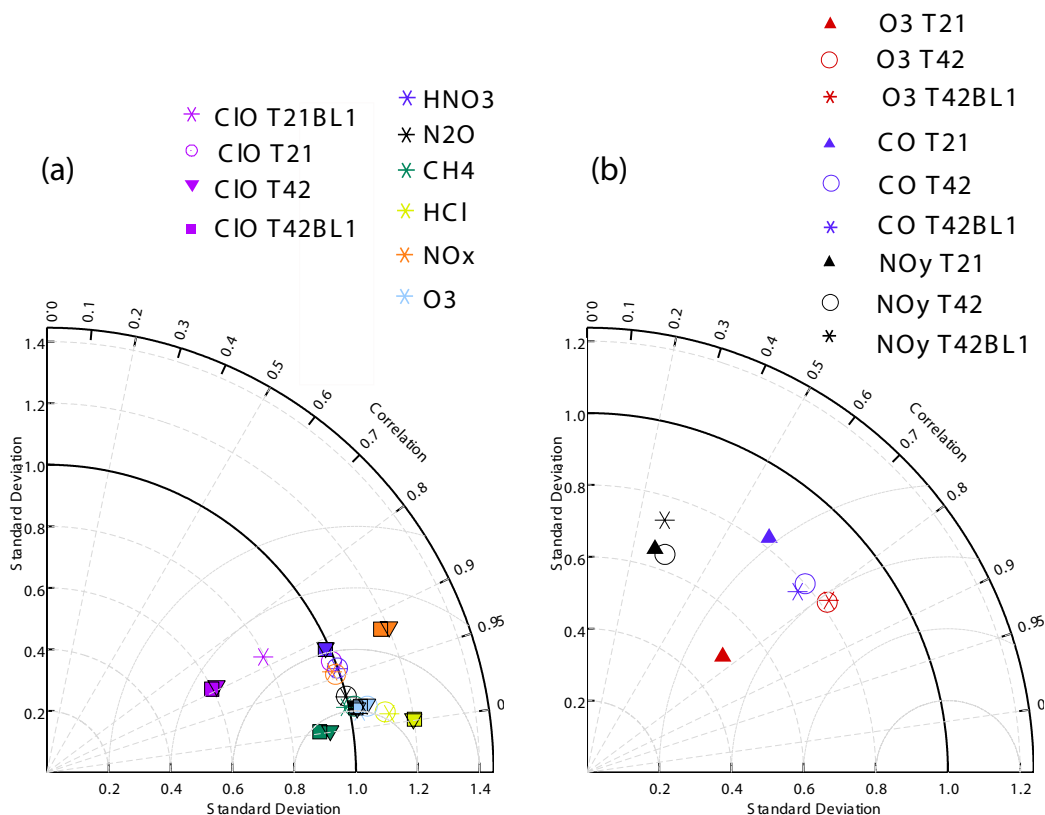 (a)
ClO T21BL1
ClO T21
ClO T42
ClO T42BL1
HNO3
N2O
CH4
HCl
NOx
O3
0.0
0.1
0.2
0.3
0.4
0.5
0.6
0.7
0.8
0.9
0.95
0
Correlation
1.4
1.2
1.0
0.8
0.6
0.4
0.2
Standard Deviation
0.2
0.4
0.6
0.8
1.0
1.2
1.4
Standard Deviation
(b)
O3 T21
O3 T42
O3 T42BL1
CO T21
CO T42
CO T42BL1
NOy T21
NOy T42
NOy T42BL1
0.0
0.1
0.2
0.3
0.4
0.5
0.6
0.7
0.8
0.9
0.95
0
Correlation
1.2
1.0
0.8
0.6
0.4
0.2
Standard Deviation
0.2
0.4
0.6
0.8
1.0
1.2
Standard Deviation